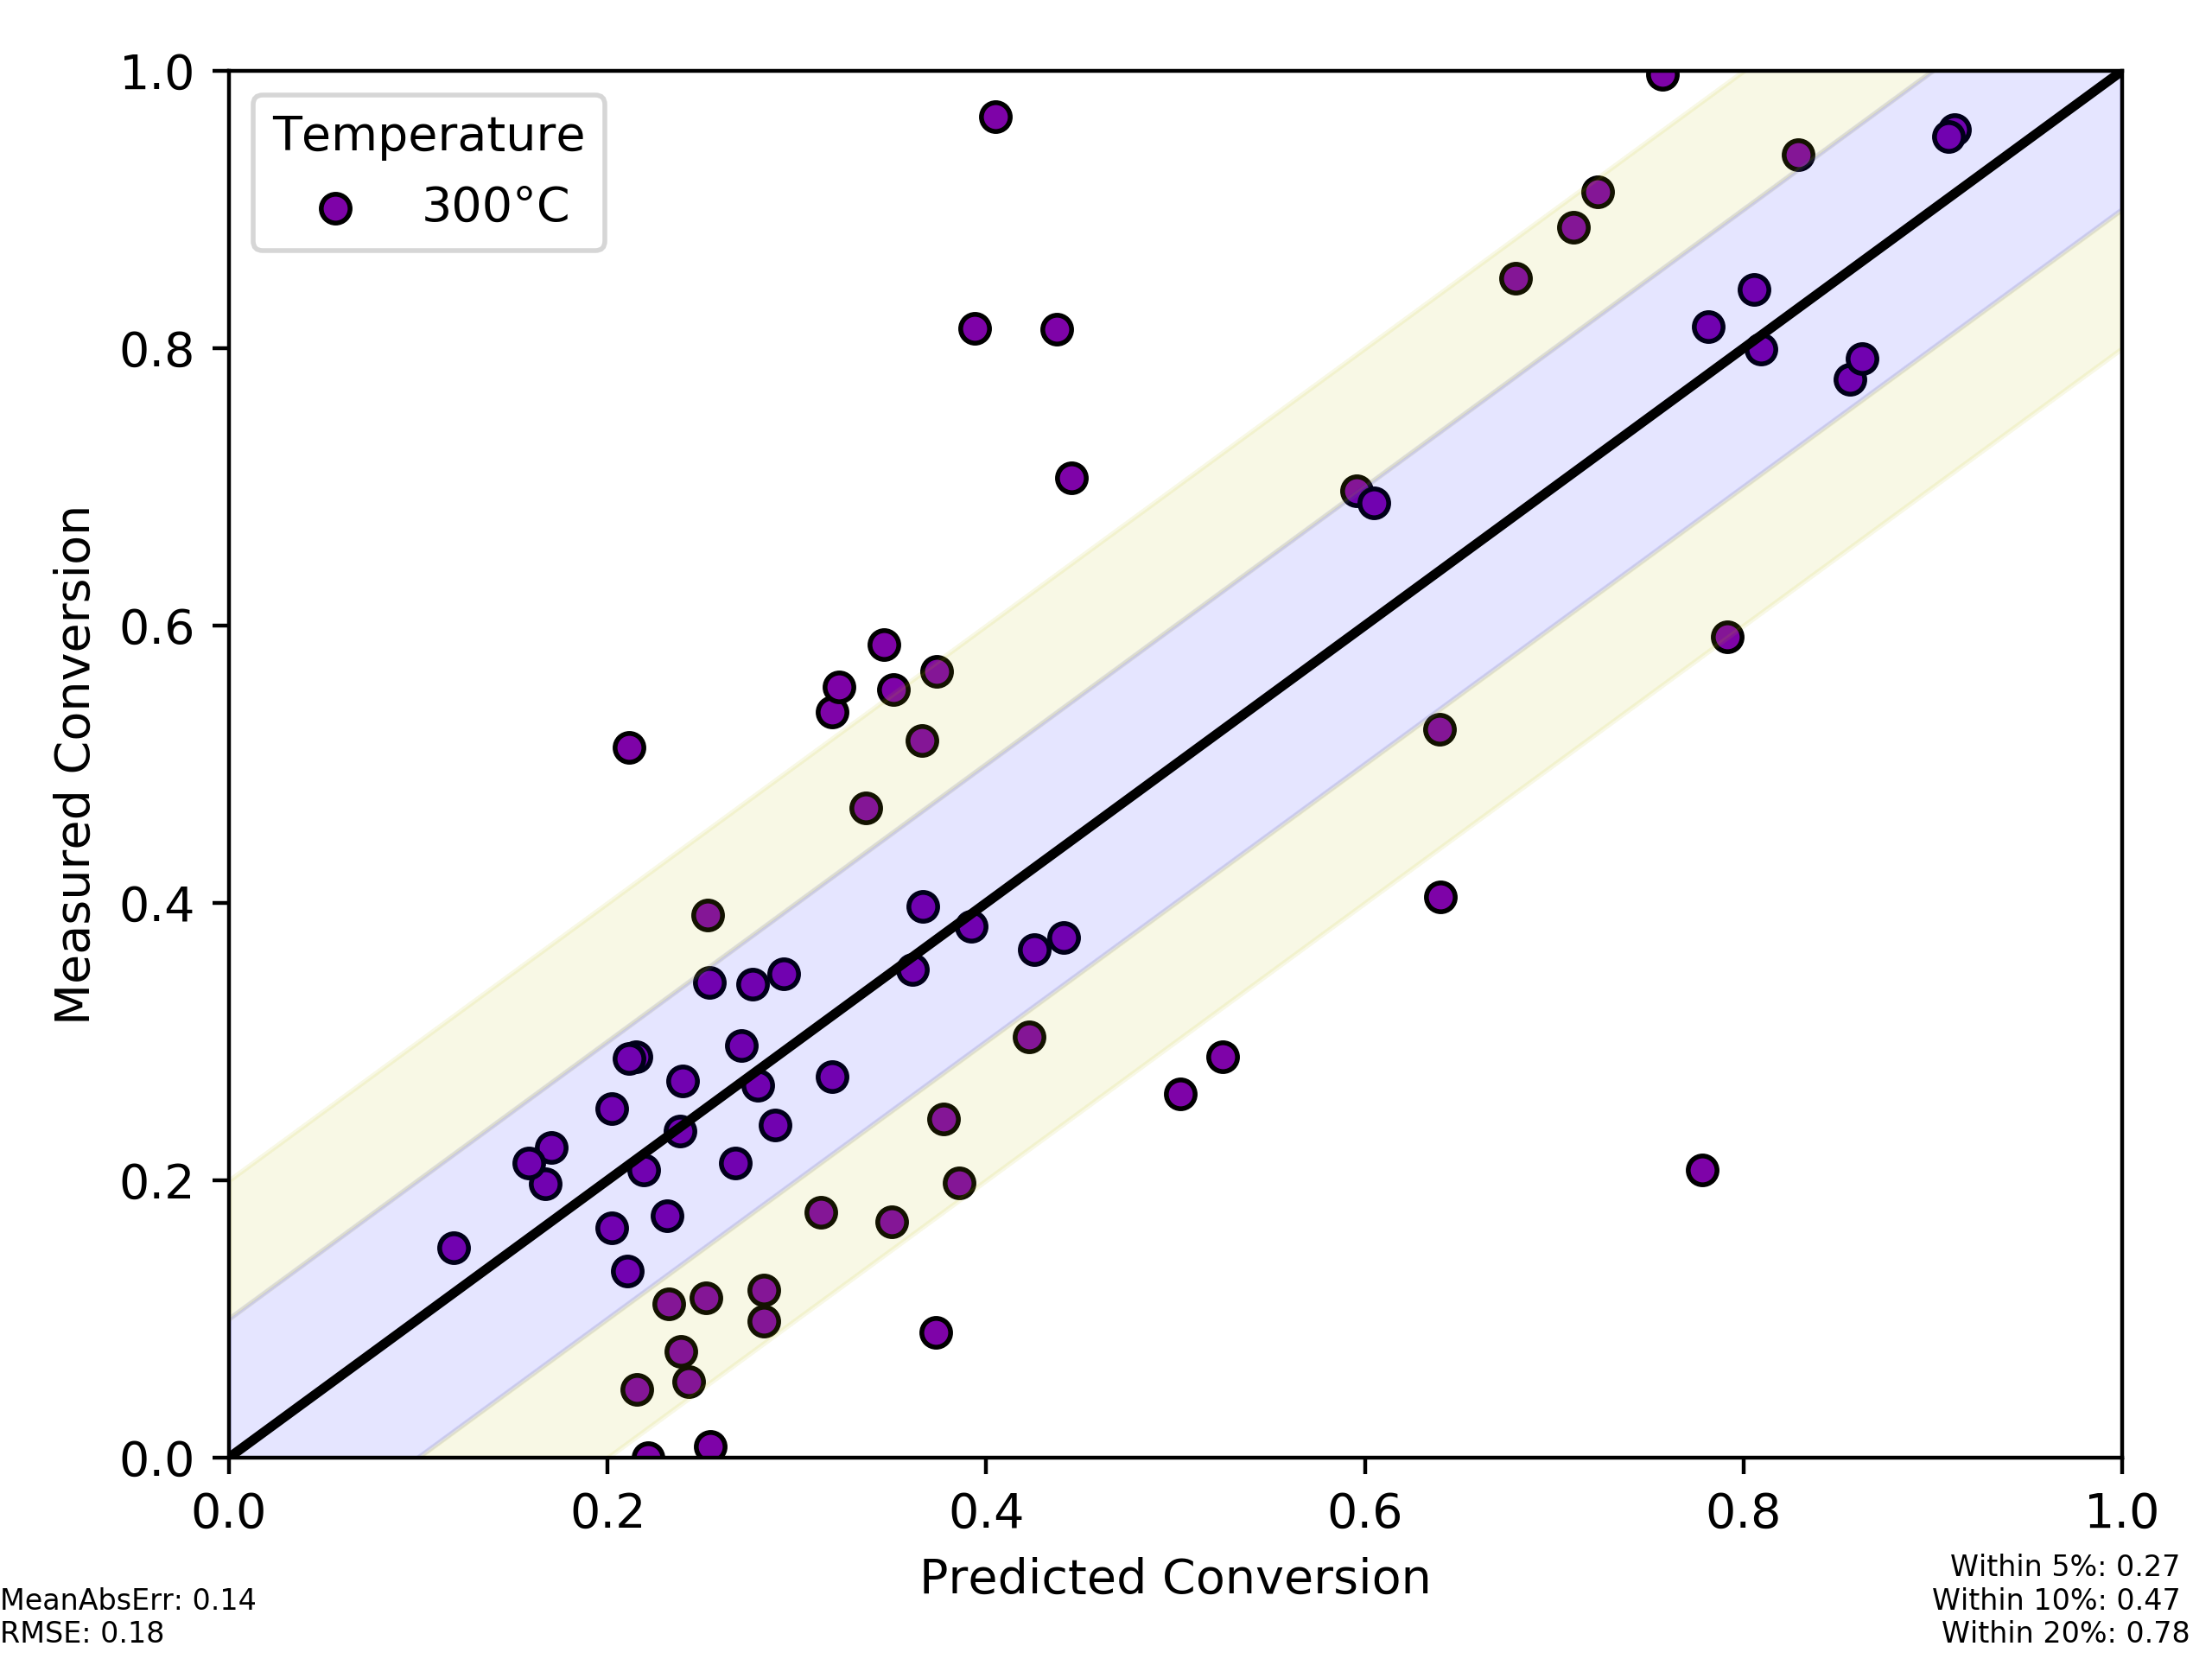 1.0
0.8
0.6
0.4
0.2
0.0
Measured Conversion
Temperature
300°C
0.0 0.2 0.4 0.6 0.8 1.0
Predicted Conversion
MeanAbsErr: 0.14
RMSE: 0.18
Within 5%: 0.27
Within 10%: 0.47
Within 20%: 0.78